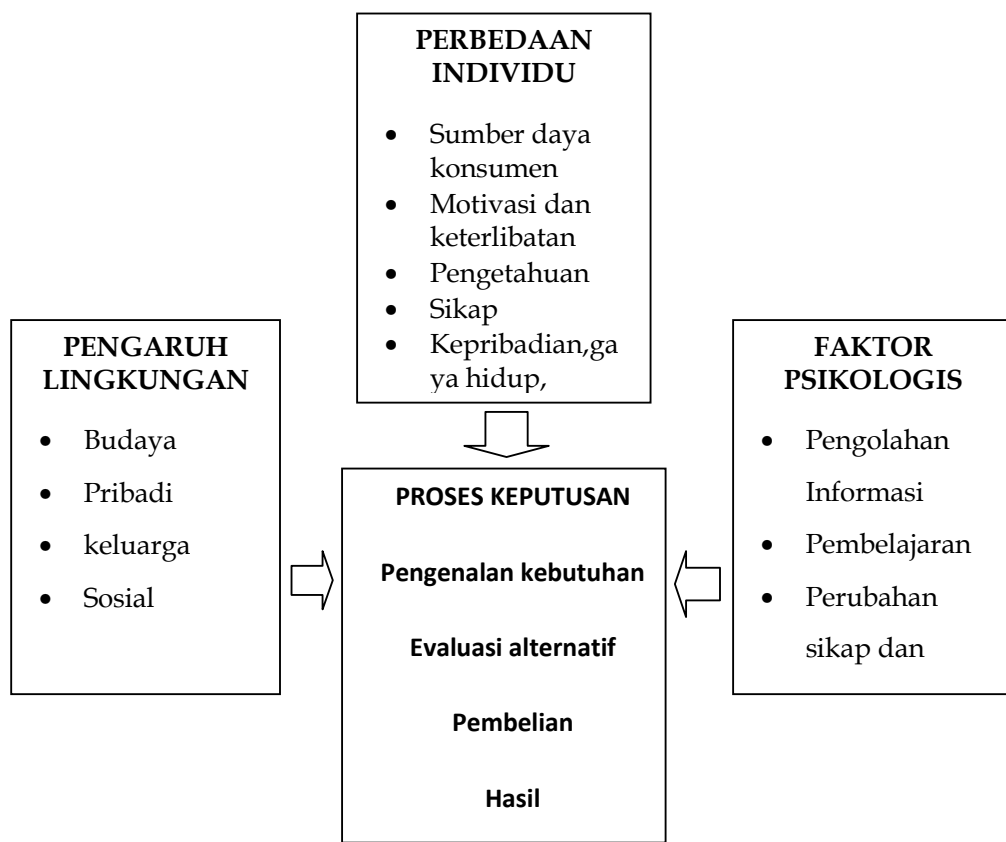 PERBEDAAN
INDIVIDU
• Sumber daya
konsumen
• Motivasi dan
keterlibatan
• Pengetahuan
• Sikap
• Kepribadian,ga
ya hidup,
PENGARUH
LINGKUNGAN
• Budaya
• Pribadi
• keluarga
• Sosial
FAKTOR
PSIKOLOGIS
• Pengolahan
Informasi
• Pembelajaran
• Perubahan
sikap dan
PROSES KEPUTUSAN
Pengenalan kebutuhan
Evaluasi alternatif
Pembelian
Hasil